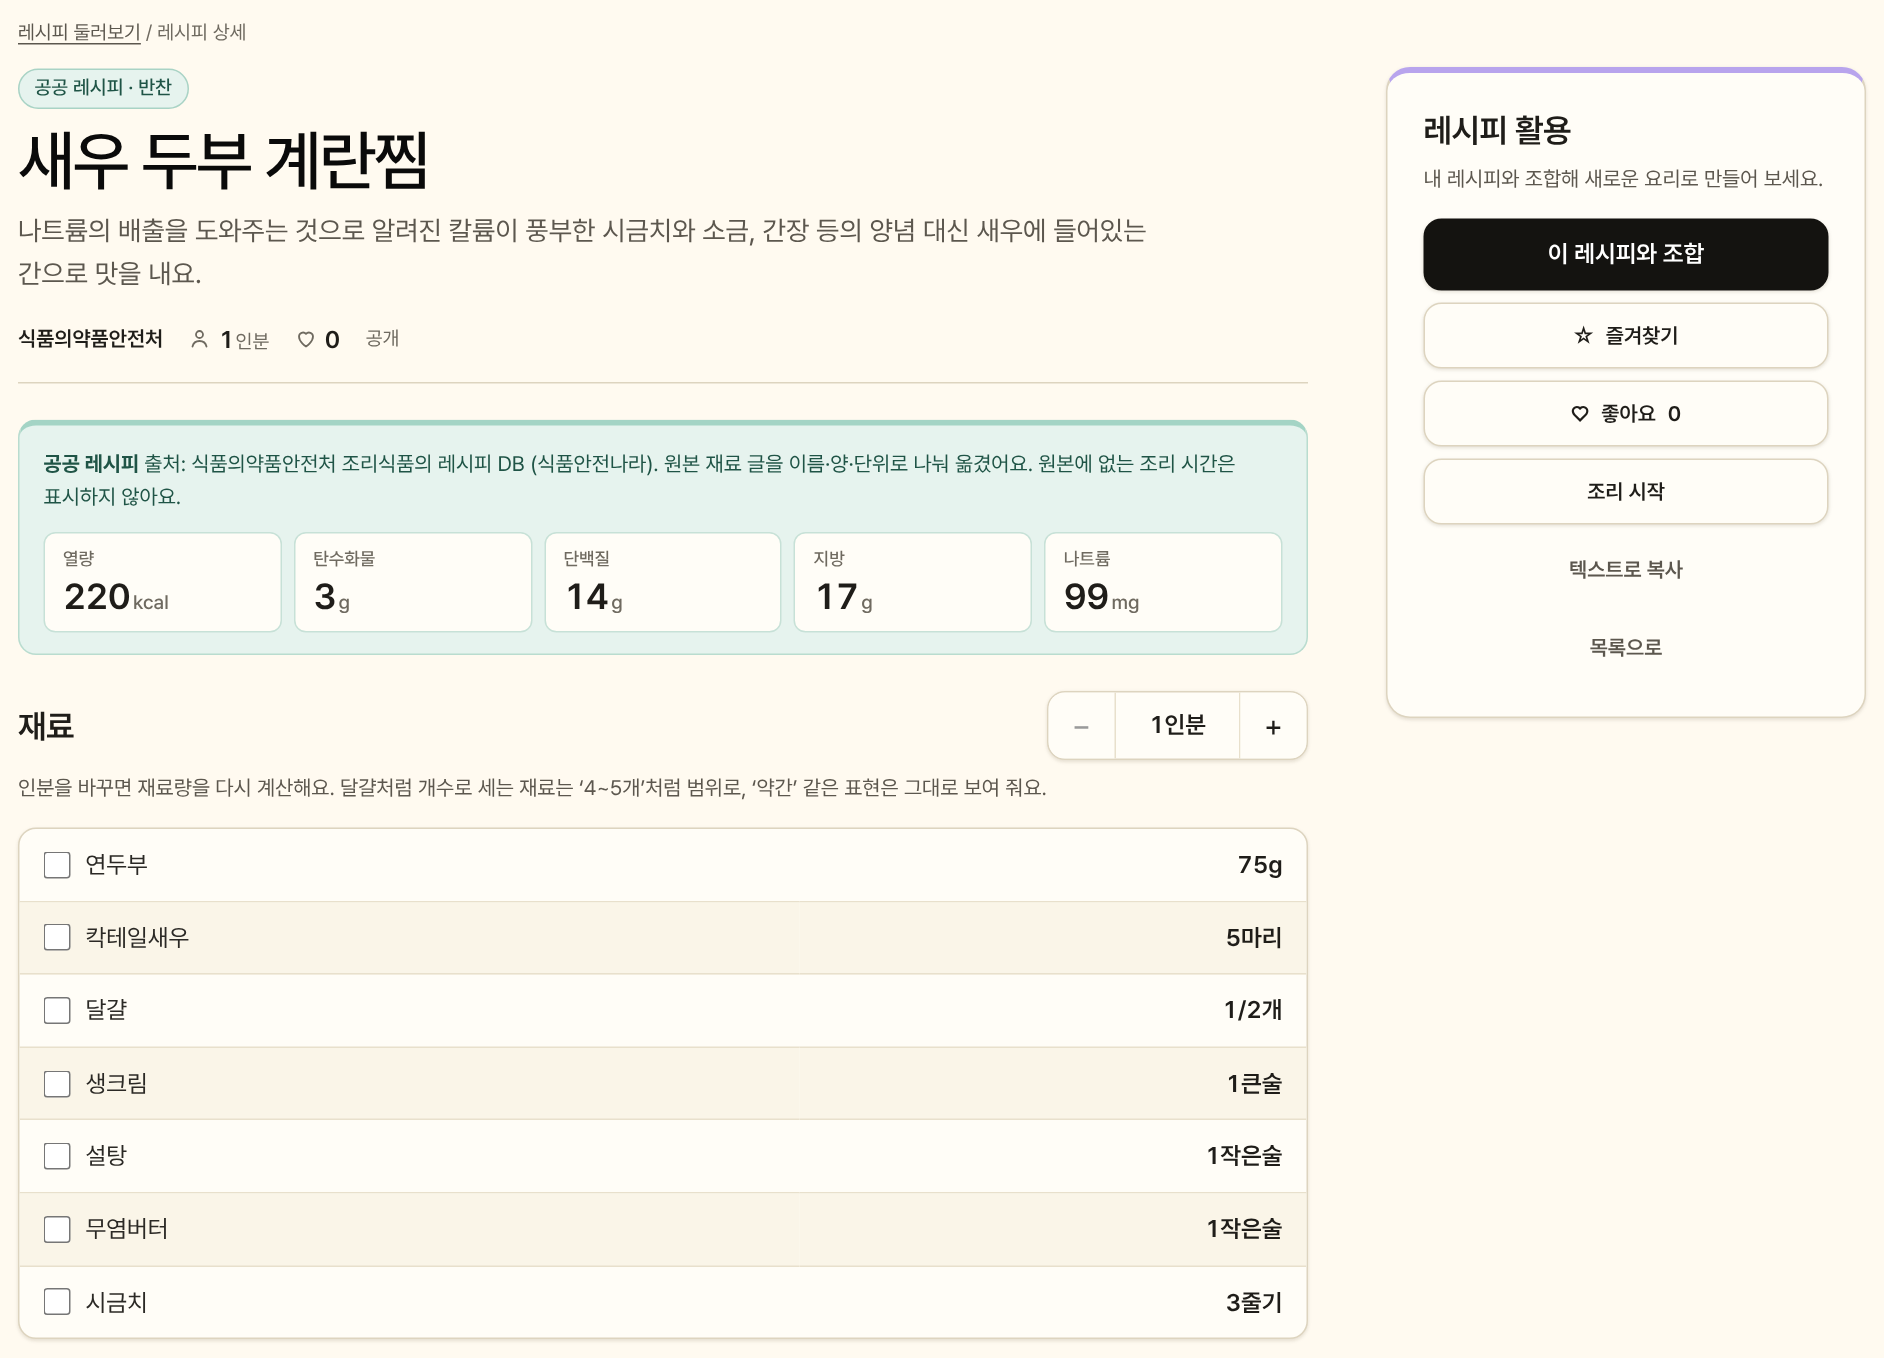 레시피 둘러보기 / 레시피 상세
공공 레시피 · 반찬
새우 두부 계란찜
나트륨의 배출을 도와주는 것으로 알려진 칼륨이 풍부한 시금치와 소금, 간장 등의 양념 대신 새우에 들어있는
간으로 맛을 내요.
식품의약품안전처 1인분 0 공개
공공 레시피 출처: 식품의약품안전처 조리식품의 레시피 DB (식품안전나라). 원본 재료 글을 이름·양·단위로 나눠 옮겼어요. 원본에 없는 조리 시간은
표시하지 않아요.
열량
220kcal
탄수화물
3g
단백질
14g
지방
17g
나트륨
99mg
재료
− 1인분 +
인분을 바꾸면 재료량을 다시 계산해요. 달걀처럼 개수로 세는 재료는 ‘4~5개’처럼 범위로, ‘약간’ 같은 표현은 그대로 보여 줘요.
연두부 75g
칵테일새우 5마리
달걀 1/2개
생크림 1큰술
설탕 1작은술
무염버터 1작은술
시금치 3줄기
레시피 활용
내 레시피와 조합해 새로운 요리로 만들어 보세요.
이 레시피와 조합
☆ 즐겨찾기
♡ 좋아요 0
조리 시작
텍스트로 복사
목록으로